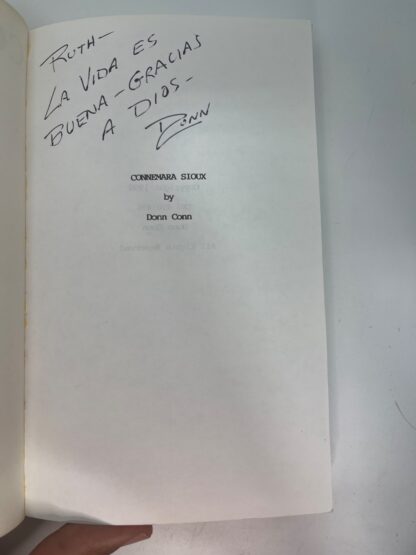 RUTH—
LA VIDA ES
BUENA—GRACIAS
A DIOS—
DONN
CONNEMARA SIOUX
by
Donn Conn